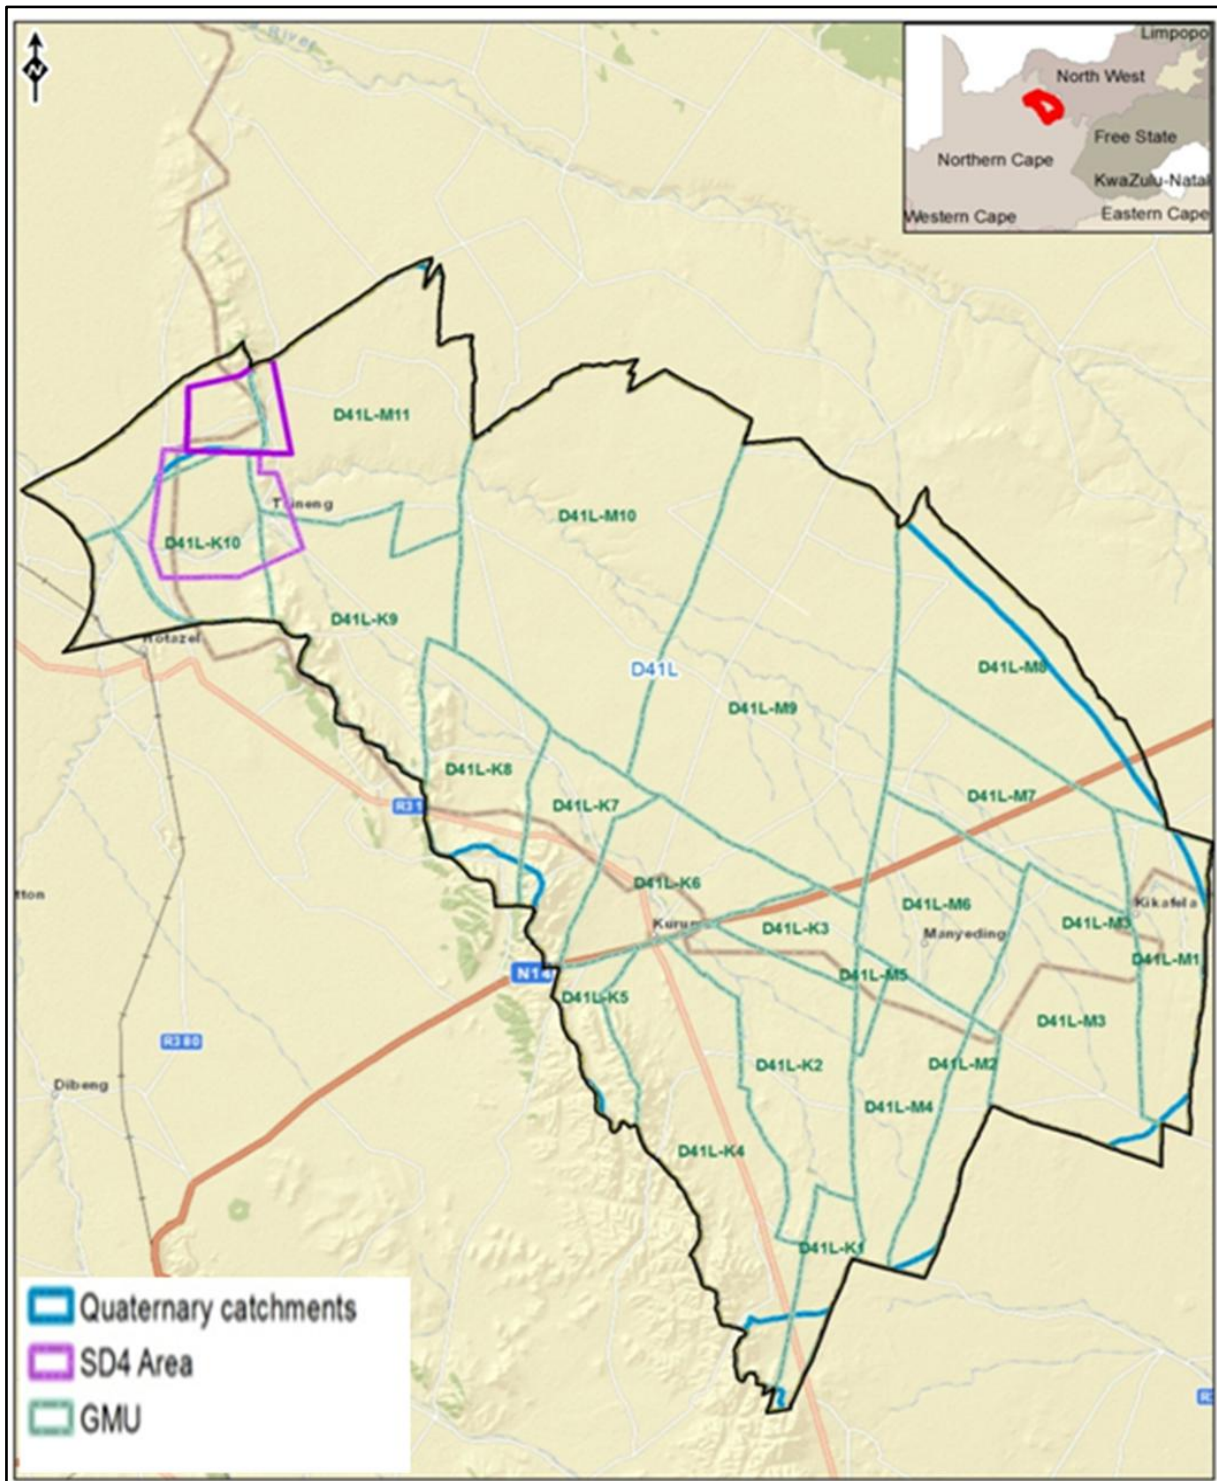 River
N
Limpopo
North West
Free State
Northern Cape
KwaZulu-Natal
Western Cape
Eastern Cape
D41L-M11
D41L-M10
D41L-K10
D41L-K9
Hotazel
D41L-M8
D41L
D41L-M9
D41L-K8
D41L-M7
R31
D41L-K7
D41L-K6
D41L-M6
Kikafela
D41L-M3
D41L-K3
Manyeding
D41L-M1
D41L-M5
N14
D41L-K5
D41L-M3
R380
D41L-K2
D41L-M2
Dibeng
D41L-M4
D41L-K4
D41L-K1
Quaternary catchments
SD4 Area
GMU